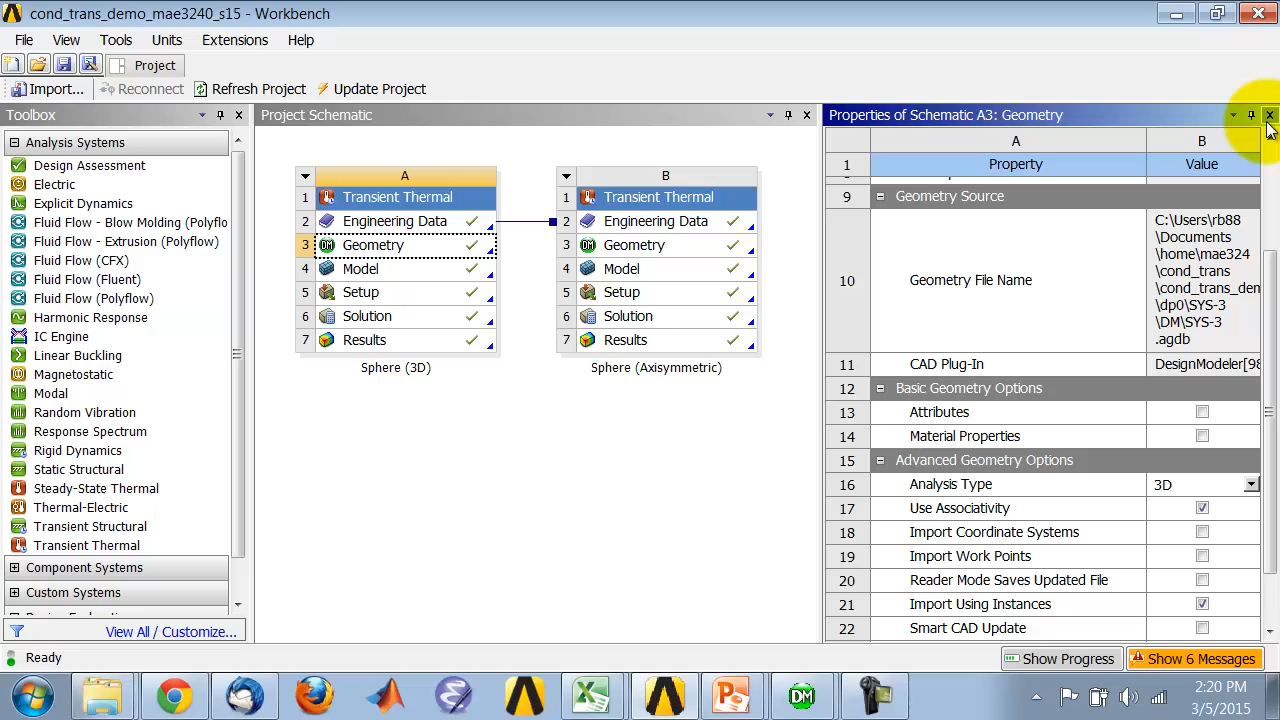 cond_trans_demo_mae3240_s15 - Workbench
File View Tools Units Extensions Help
Project
Import... Reconnect Refresh Project Update Project
Toolbox
Analysis Systems
Design Assessment
Electric
Explicit Dynamics
Fluid Flow - Blow Molding (Polyflo
Fluid Flow - Extrusion (Polyflow)
Fluid Flow (CFX)
Fluid Flow (Fluent)
Fluid Flow (Polyflow)
Harmonic Response
IC Engine
Linear Buckling
Magnetostatic
Modal
Random Vibration
Response Spectrum
Rigid Dynamics
Static Structural
Steady-State Thermal
Thermal-Electric
Transient Structural
Transient Thermal
Component Systems
Custom Systems
View All / Customize...
Project Schematic
A
1 Transient Thermal
2 Engineering Data
3 DM Geometry
4 Model
5 Setup
6 Solution
7 Results
Sphere (3D)
B
1 Transient Thermal
2 Engineering Data
3 DM Geometry
4 Model
5 Setup
6 Solution
7 Results
Sphere (Axisymmetric)
Properties of Schematic A3: Geometry
A B
1 Property Value
9 Geometry Source
10 Geometry File Name
C:\Users\rb88
\Documents
\home\mae324
\cond_trans
\cond_trans_dem
\dp0\SYS-3
\DM\SYS-3
.agdb
11 CAD Plug-In DesignModeler[98
12 Basic Geometry Options
13 Attributes
14 Material Properties
15 Advanced Geometry Options
16 Analysis Type 3D
17 Use Associativity
18 Import Coordinate Systems
19 Import Work Points
20 Reader Mode Saves Updated File
21 Import Using Instances
22 Smart CAD Update
Ready
Show Progress Show 6 Messages
DM
2:20 PM
3/5/2015